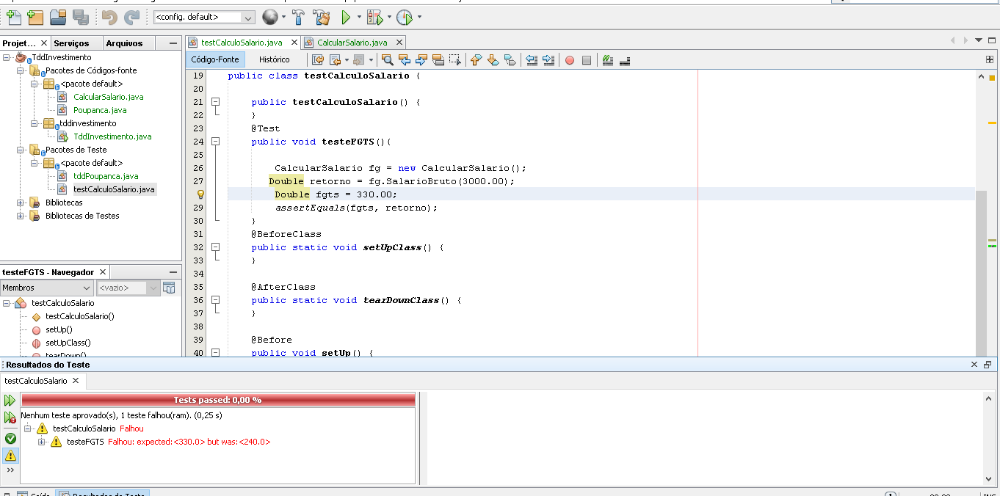 <config. default>
Projet...
Serviços
Arquivos
TddInvestimento
Pacotes de Códigos-fonte
<pacote default>
CalcularSalario.java
Poupanca.java
tddinvestimento
TddInvestimento.java
Pacotes de Teste
<pacote default>
tddPoupanca.java
testCalculoSalario.java
Bibliotecas
Bibliotecas de Testes
testeFGTS - Navegador
Membros
<vazio>
testCalculoSalario
testCalculoSalario()
setUp()
setUpClass()
tearDown()
testCalculoSalario.java
CalcularSalario.java
Código-Fonte
Histórico
19 public class testCalculoSalario {
20
21 public testCalculoSalario() {
22 }
23 @Test
24 public void testeFGTS(){
25
26 CalcularSalario fg = new CalcularSalario();
27 Double retorno = fg.SalarioBruto(3000.00);
Double fgts = 330.00;
29 assertEquals(fgts, retorno);
30 }
31 @BeforeClass
32 public static void setUpClass() {
33 }
34
35 @AfterClass
36 public static void tearDownClass() {
37 }
38
39 @Before
40 public void setUp() {
Resultados do Teste
testCalculoSalario
Tests passed: 0,00 %
Nenhum teste aprovado(s), 1 teste falhou(ram). (0,25 s)
testCalculoSalario Falhou
testeFGTS Falhou: expected:<330.0> but was:<240.0>
>>
Saída
Resultados do Teste
INS